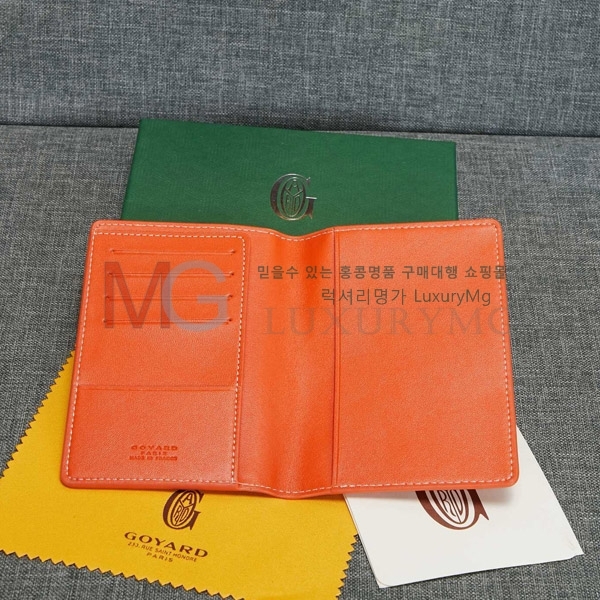 G
MG
믿을수 있는 홍콩명품 구매대행 쇼핑몰
럭셔리명가 LuxuryMg
LUXURYMG
GOYARD
PARIS
MADE IN FRANCE
GOYARD
233, RUE SAINT HONORÉ
PARIS